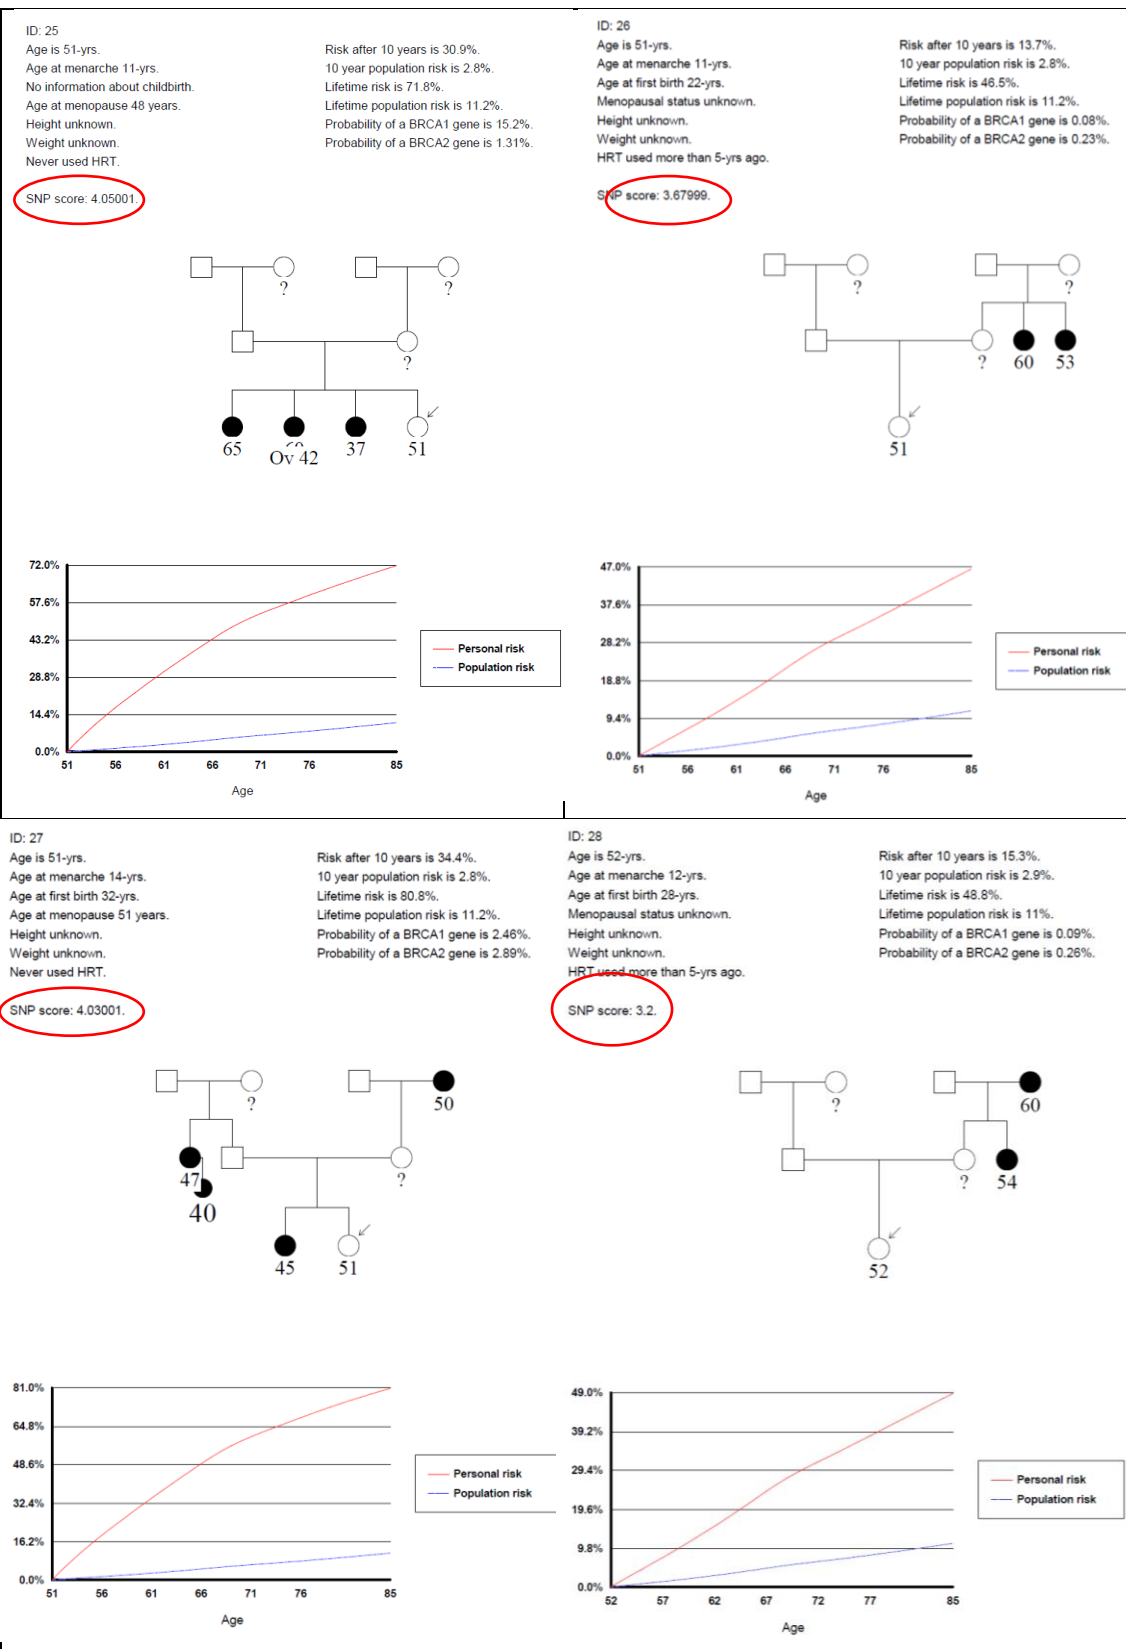 ID: 25
Age is 51-yrs.
Age at menarche 11-yrs.
No information about childbirth.
Age at menopause 48 years.
Height unknown.
Weight unknown.
Never used HRT.
Risk after 10 years is 30.9%.
10 year population risk is 2.8%.
Lifetime risk is 71.8%.
Lifetime population risk is 11.2%.
Probability of a BRCA1 gene is 15.2%.
Probability of a BRCA2 gene is 1.31%.
SNP score: 4.05001.
? ?
?
65 37 51
Ov 42
72.0%
57.6%
43.2%
28.8%
14.4%
0.0%
51 56 61 66 71 76 85
Age
Personal risk
Population risk
ID: 26
Age is 51-yrs.
Age at menarche 11-yrs.
Age at first birth 22-yrs.
Menopausal status unknown.
Height unknown.
Weight unknown.
HRT used more than 5-yrs ago.
Risk after 10 years is 13.7%.
10 year population risk is 2.8%.
Lifetime risk is 46.5%.
Lifetime population risk is 11.2%.
Probability of a BRCA1 gene is 0.08%.
Probability of a BRCA2 gene is 0.23%.
SNP score: 3.67999.
? ?
? 60 53
51
47.0%
37.6%
28.2%
18.8%
9.4%
0.0%
51 56 61 66 71 76 85
Age
Personal risk
Population risk
ID: 27
Age is 51-yrs.
Age at menarche 14-yrs.
Age at first birth 32-yrs.
Age at menopause 51 years.
Height unknown.
Weight unknown.
Never used HRT.
Risk after 10 years is 34.4%.
10 year population risk is 2.8%.
Lifetime risk is 80.8%.
Lifetime population risk is 11.2%.
Probability of a BRCA1 gene is 2.46%.
Probability of a BRCA2 gene is 2.89%.
SNP score: 4.03001.
? 50
47 ?
40
45 51
81.0%
64.8%
48.6%
32.4%
16.2%
0.0%
51 56 61 66 71 76 85
Age
Personal risk
Population risk
ID: 28
Age is 52-yrs.
Age at menarche 12-yrs.
Age at first birth 28-yrs.
Menopausal status unknown.
Height unknown.
Weight unknown.
HRT used more than 5-yrs ago.
Risk after 10 years is 15.3%.
10 year population risk is 2.9%.
Lifetime risk is 48.8%.
Lifetime population risk is 11%.
Probability of a BRCA1 gene is 0.09%.
Probability of a BRCA2 gene is 0.26%.
SNP score: 3.2.
? 60
? 54
52
49.0%
39.2%
29.4%
19.6%
9.8%
0.0%
52 57 62 67 72 77 85
Age
Personal risk
Population risk